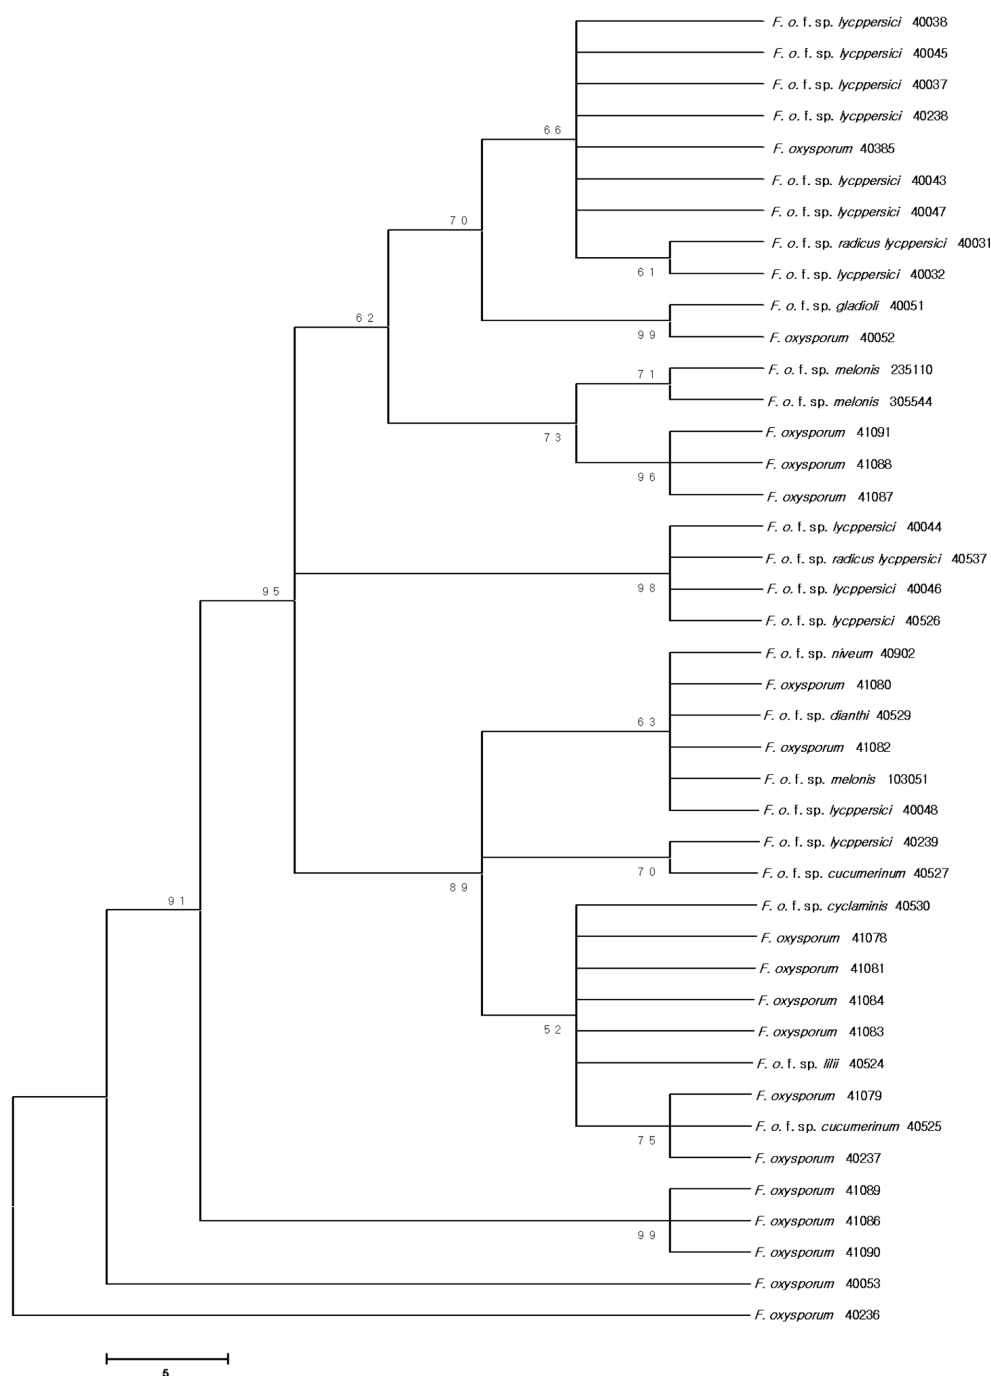 F. o. f. sp. lycppersici 40038
F. o. f. sp. lycppersici 40045
F. o. f. sp. lycppersici 40037
F. o. f. sp. lycppersici 40238
66
F. oxysporum 40385
F. o. f. sp. lycppersici 40043
F. o. f. sp. lycppersici 40047
70
F. o. f. sp. radicus lycppersici 40031
61
F. o. f. sp. lycppersici 40032
F. o. f. sp. gladioli 40051
62
99
F. oxysporum 40052
F. o. f. sp. melonis 235110
71
F. o. f. sp. melonis 305544
F. oxysporum 41091
73
F. oxysporum 41088
96
F. oxysporum 41087
F. o. f. sp. lycppersici 40044
F. o. f. sp. radicus lycppersici 40537
98
F. o. f. sp. lycppersici 40046
95
F. o. f. sp. lycppersici 40526
F. o. f. sp. niveum 40902
F. oxysporum 41080
63
F. o. f. sp. dianthi 40529
F. oxysporum 41082
F. o. f. sp. melonis 103051
F. o. f. sp. lycppersici 40048
F. o. f. sp. lycppersici 40239
70
F. o. f. sp. cucumerinum 40527
89
91
F. o. f. sp. cyclaminis 40530
F. oxysporum 41078
F. oxysporum 41081
F. oxysporum 41084
52
F. oxysporum 41083
F. o. f. sp. lilii 40524
F. oxysporum 41079
F. o. f. sp. cucumerinum 40525
75
F. oxysporum 40237
F. oxysporum 41089
F. oxysporum 41086
99
F. oxysporum 41090
F. oxysporum 40053
F. oxysporum 40236
5